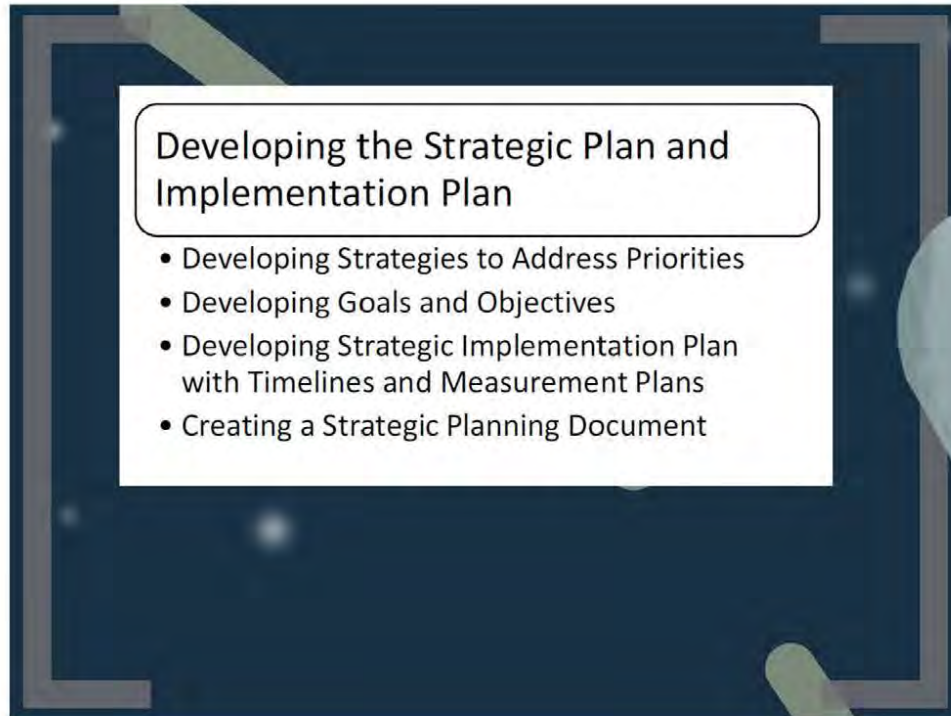 Developing the Strategic Plan and
Implementation Plan
• Developing Strategies to Address Priorities
• Developing Goals and Objectives
• Developing Strategic Implementation Plan
with Timelines and Measurement Plans
• Creating a Strategic Planning Document